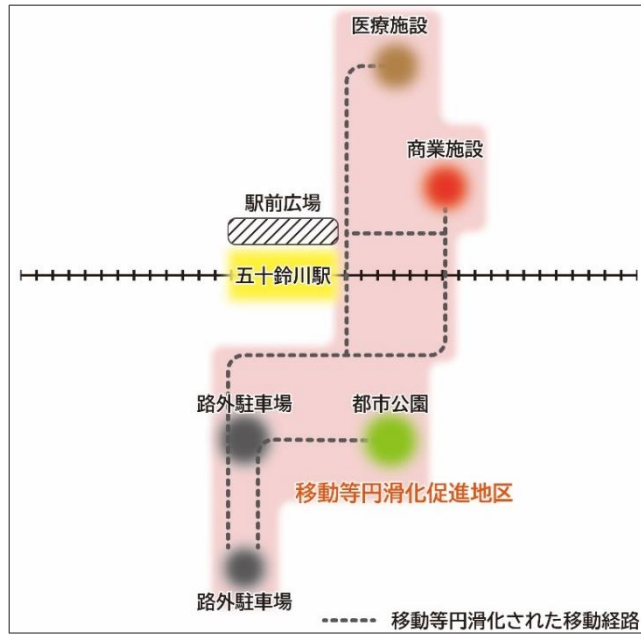 医療施設
商業施設
駅前広場
五十鈴川駅
路外駐車場
都市公園
移動等円滑化促進地区
路外駐車場
移動等円滑化された移動経路